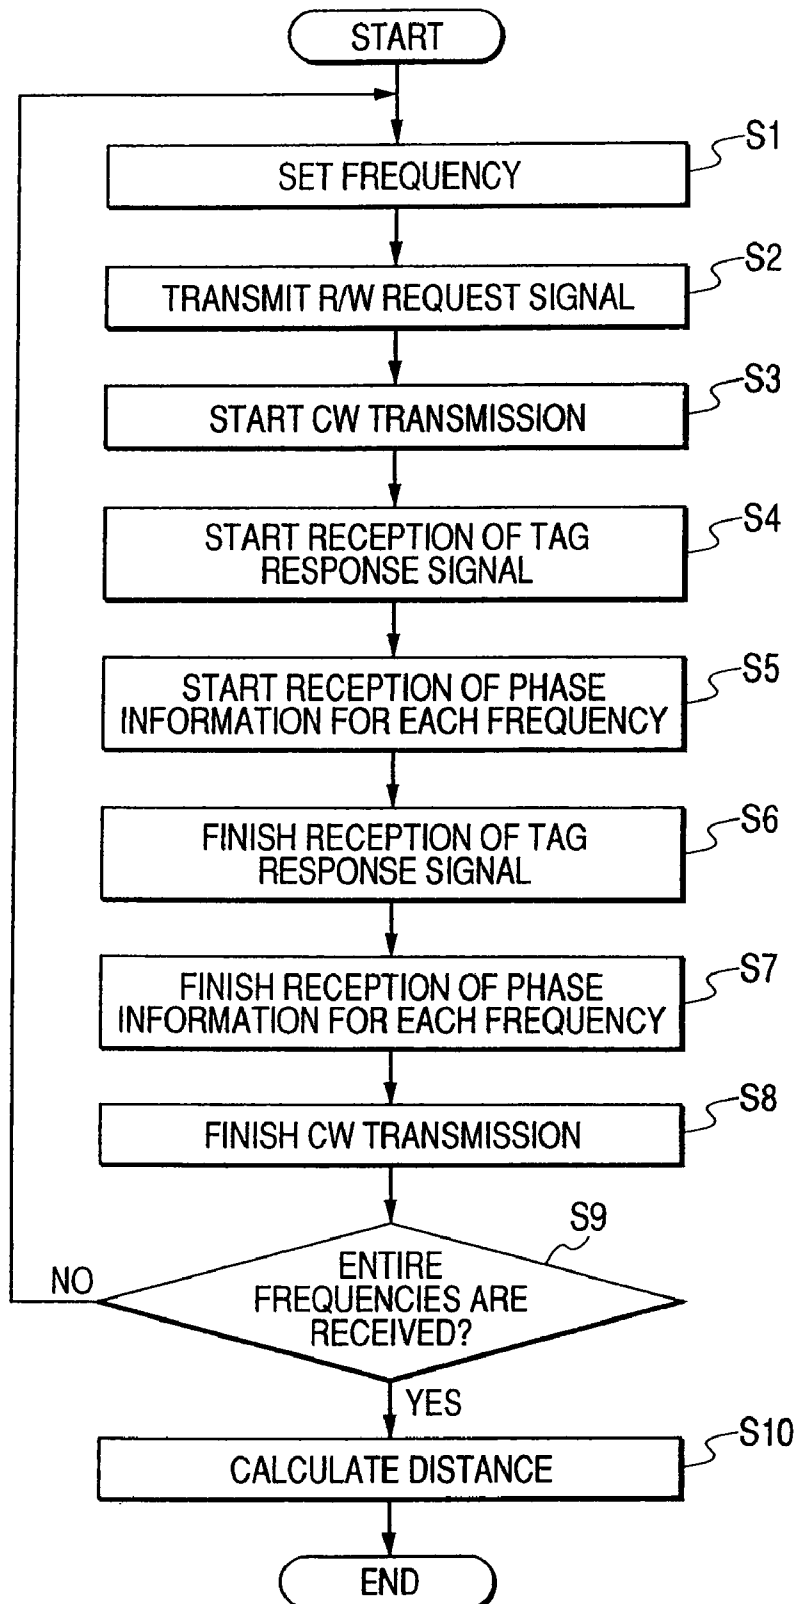 START
S1
SET FREQUENCY
S2
TRANSMIT R/W REQUEST SIGNAL
S3
START CW TRANSMISSION
S4
START RECEPTION OF TAG
RESPONSE SIGNAL
S5
START RECEPTION OF PHASE
INFORMATION FOR EACH FREQUENCY
S6
FINISH RECEPTION OF TAG
RESPONSE SIGNAL
S7
FINISH RECEPTION OF PHASE
INFORMATION FOR EACH FREQUENCY
S8
FINISH CW TRANSMISSION
S9
NO
ENTIRE
FREQUENCIES ARE
RECEIVED?
YES
S10
CALCULATE DISTANCE
END